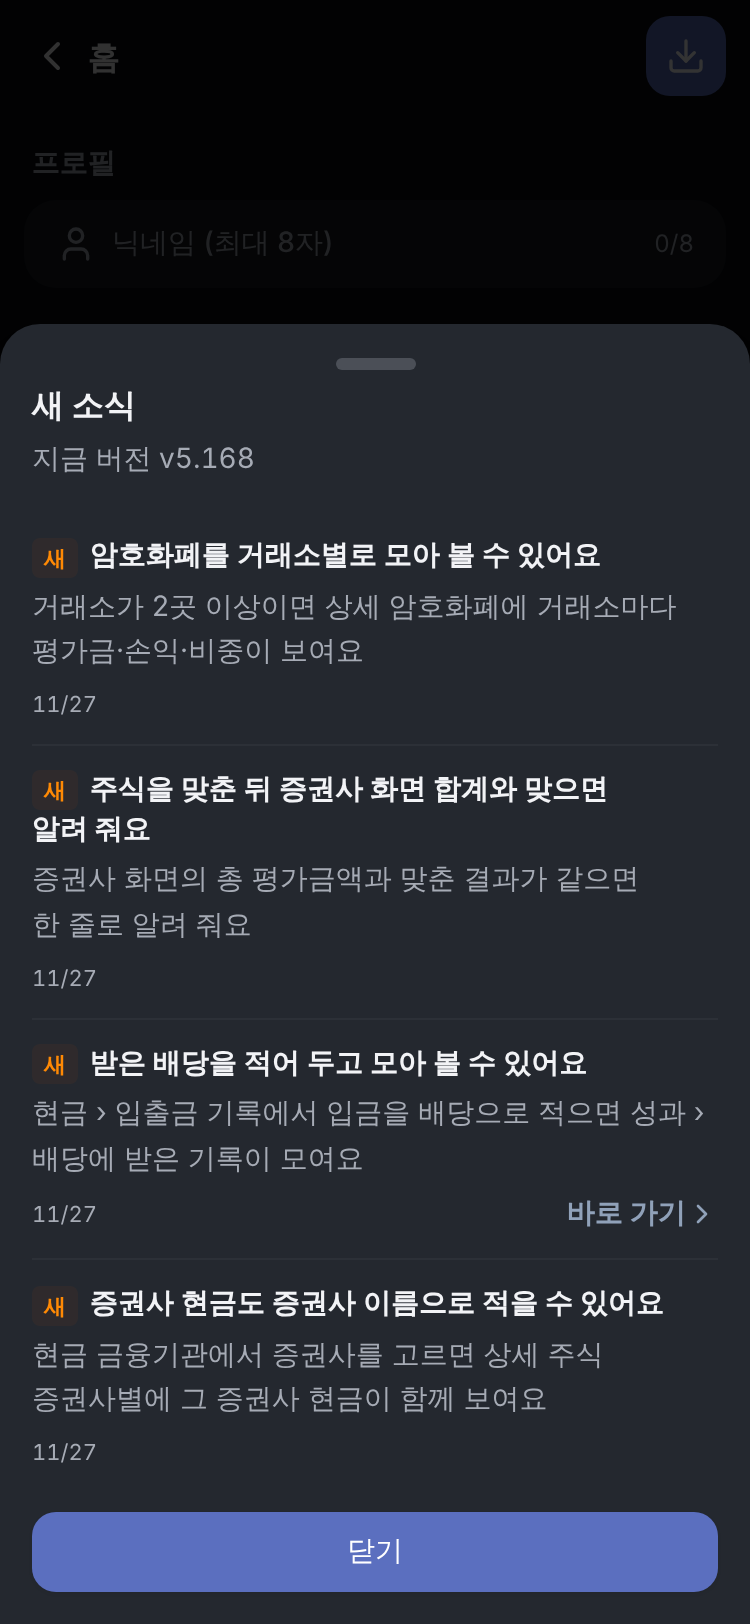 홈
프로필
닉네임 (최대 8자) 0/8
새 소식
지금 버전 v5.168
새 암호화폐를 거래소별로 모아 볼 수 있어요
거래소가 2곳 이상이면 상세 암호화폐에 거래소마다
평가금·손익·비중이 보여요
11/27
새 주식을 맞춘 뒤 증권사 화면 합계와 맞으면
알려 줘요
증권사 화면의 총 평가금액과 맞춘 결과가 같으면
한 줄로 알려 줘요
11/27
새 받은 배당을 적어 두고 모아 볼 수 있어요
현금 › 입출금 기록에서 입금을 배당으로 적으면 성과 ›
배당에 받은 기록이 모여요
11/27 바로 가기
새 증권사 현금도 증권사 이름으로 적을 수 있어요
현금 금융기관에서 증권사를 고르면 상세 주식
증권사별에 그 증권사 현금이 함께 보여요
11/27
닫기